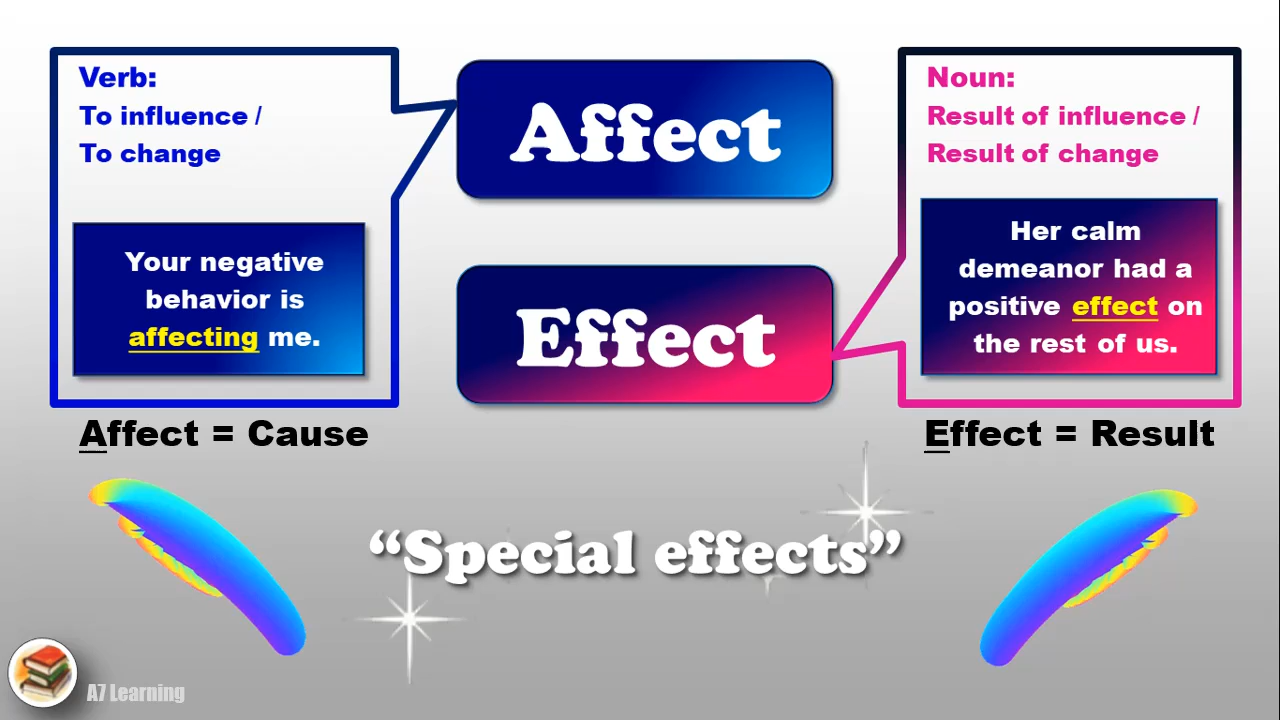 Verb:
To influence /
To change
Your negative
behavior is
affecting me.
Affect = Cause
Affect
Effect
Noun:
Result of influence /
Result of change
Her calm
demeanor had a
positive effect on
the rest of us.
Effect = Result
“Special effects”
A7 Learning